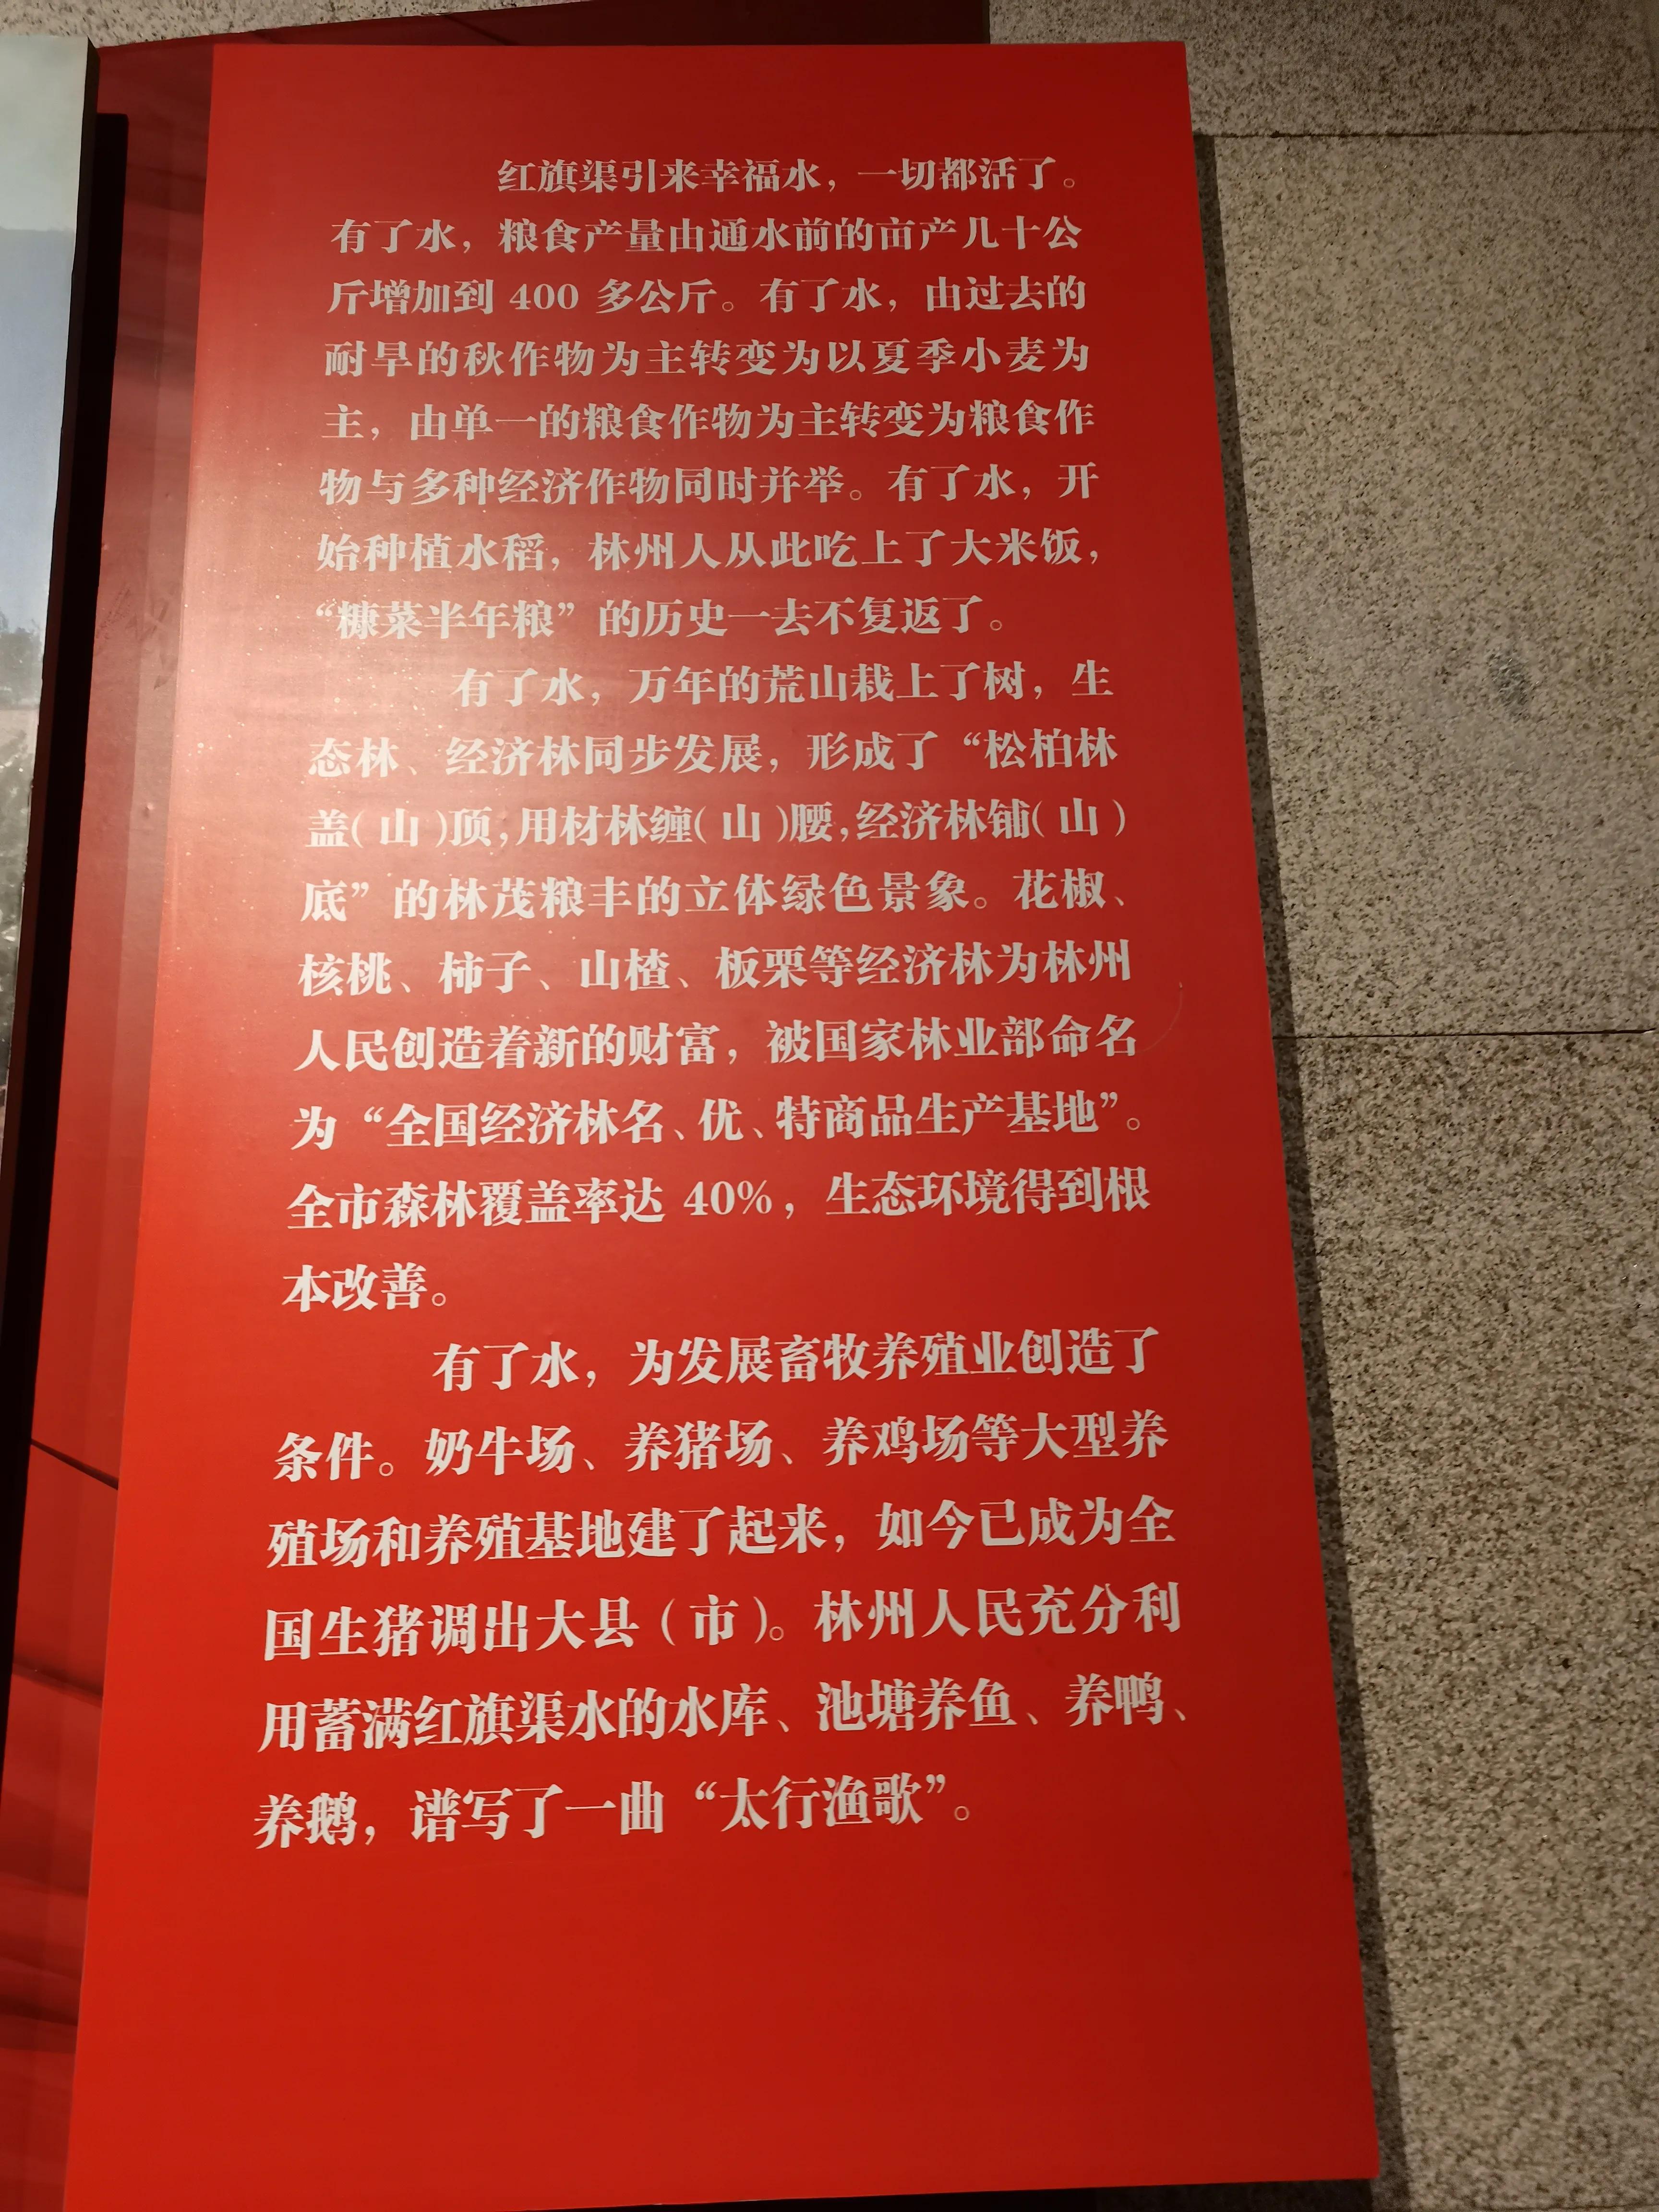 红旗渠引来幸福水，一切都活了。
有了水，粮食产量由通水前的亩产几十公
斤增加到 400 多公斤。有了水，由过去的
耐旱的秋作物为主转变为以夏季小麦为
主，由单一的粮食作物为主转变为粮食作
物与多种经济作物同时并举。有了水，开
始种植水稻，林州人从此吃上了大米饭，
“糠菜半年粮”的历史一去不复返了。
有了水，万年的荒山栽上了树，生
态林、经济林同步发展，形成了“松柏林
盖(山)顶,用材林缠(山)腰,经济林铺(山)
底”的林茂粮丰的立体绿色景象。花椒、
核桃、柿子、山楂、板栗等经济林为林州
人民创造着新的财富，被国家林业部命名
为“全国经济林名、优、特商品生产基地”。
全市森林覆盖率达 40%，生态环境得到根
本改善。
有了水，为发展畜牧养殖业创造了
条件。奶牛场、养猪场、养鸡场等大型养
殖场和养殖基地建了起来，如今已成为全
国生猪调出大县（市）。林州人民充分利
用蓄满红旗渠水的水库、池塘养鱼、养鸭、
养鹅，谱写了一曲“太行渔歌”。